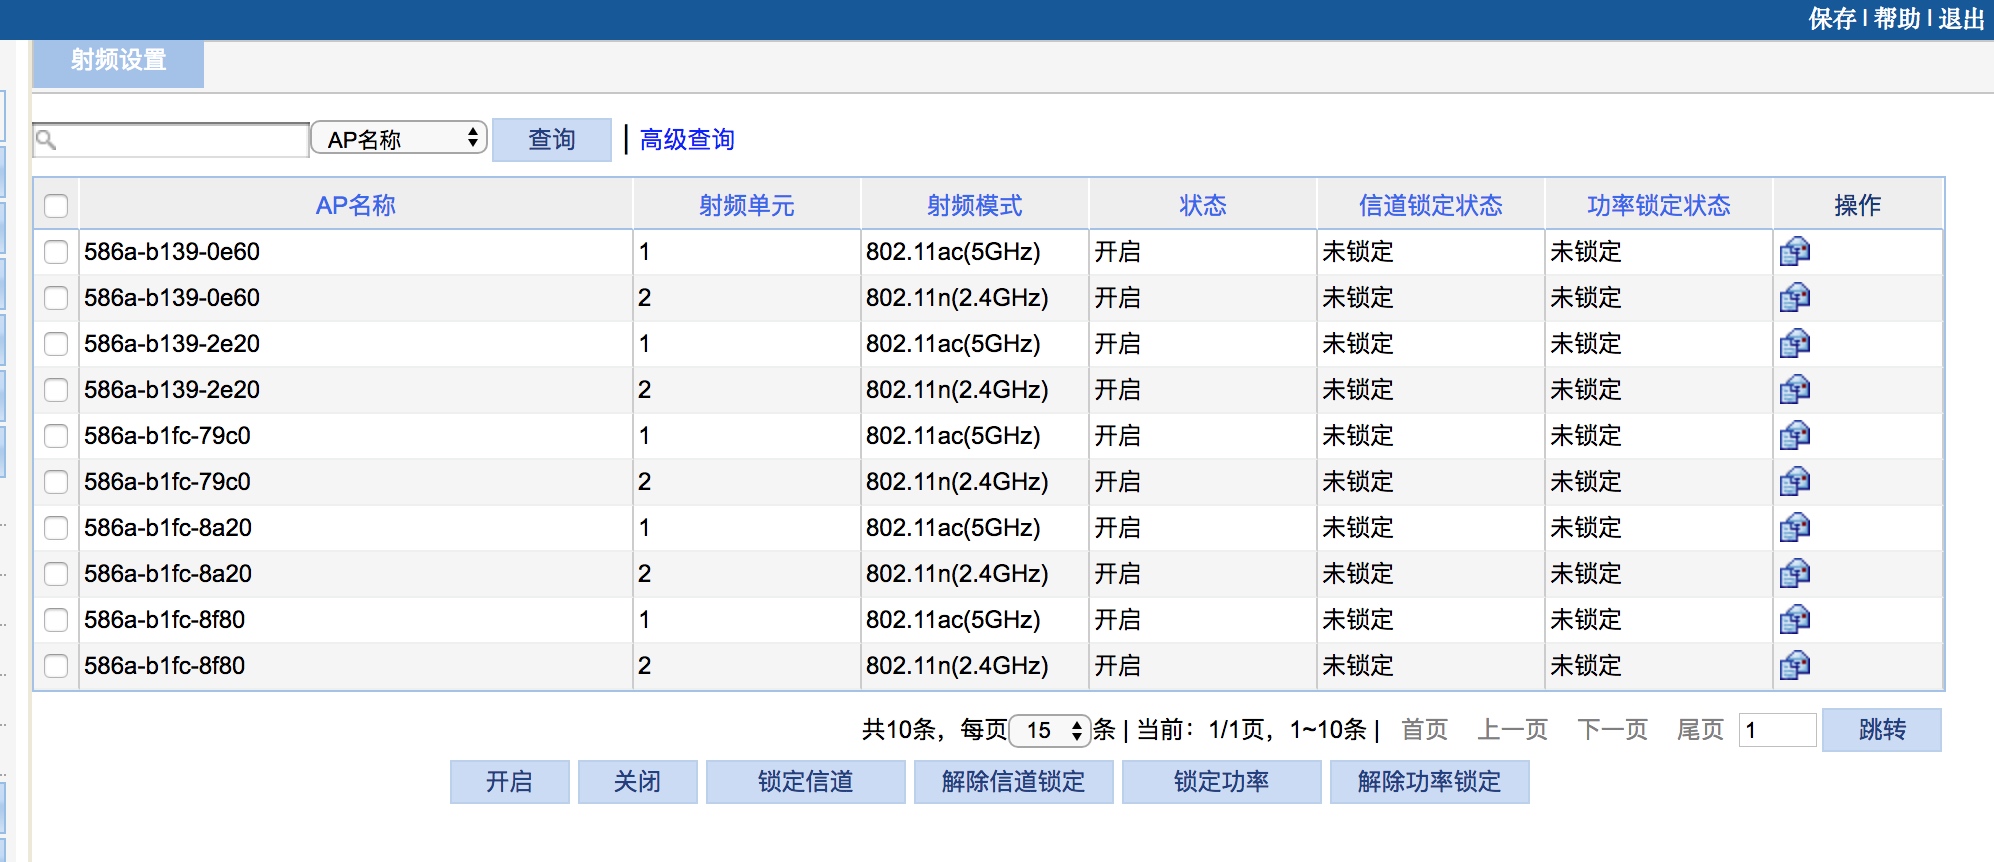 保存 | 帮助 | 退出
射频设置
AP名称 查询 | 高级查询
AP名称 射频单元 射频模式 状态 信道锁定状态 功率锁定状态 操作
586a-b139-0e60 1 802.11ac(5GHz) 开启 未锁定 未锁定
586a-b139-0e60 2 802.11n(2.4GHz) 开启 未锁定 未锁定
586a-b139-2e20 1 802.11ac(5GHz) 开启 未锁定 未锁定
586a-b139-2e20 2 802.11n(2.4GHz) 开启 未锁定 未锁定
586a-b1fc-79c0 1 802.11ac(5GHz) 开启 未锁定 未锁定
586a-b1fc-79c0 2 802.11n(2.4GHz) 开启 未锁定 未锁定
586a-b1fc-8a20 1 802.11ac(5GHz) 开启 未锁定 未锁定
586a-b1fc-8a20 2 802.11n(2.4GHz) 开启 未锁定 未锁定
586a-b1fc-8f80 1 802.11ac(5GHz) 开启 未锁定 未锁定
586a-b1fc-8f80 2 802.11n(2.4GHz) 开启 未锁定 未锁定
共10条，每页 15 条 | 当前：1/1页，1~10条 | 首页 上一页 下一页 尾页 1 跳转
开启 关闭 锁定信道 解除信道锁定 锁定功率 解除功率锁定